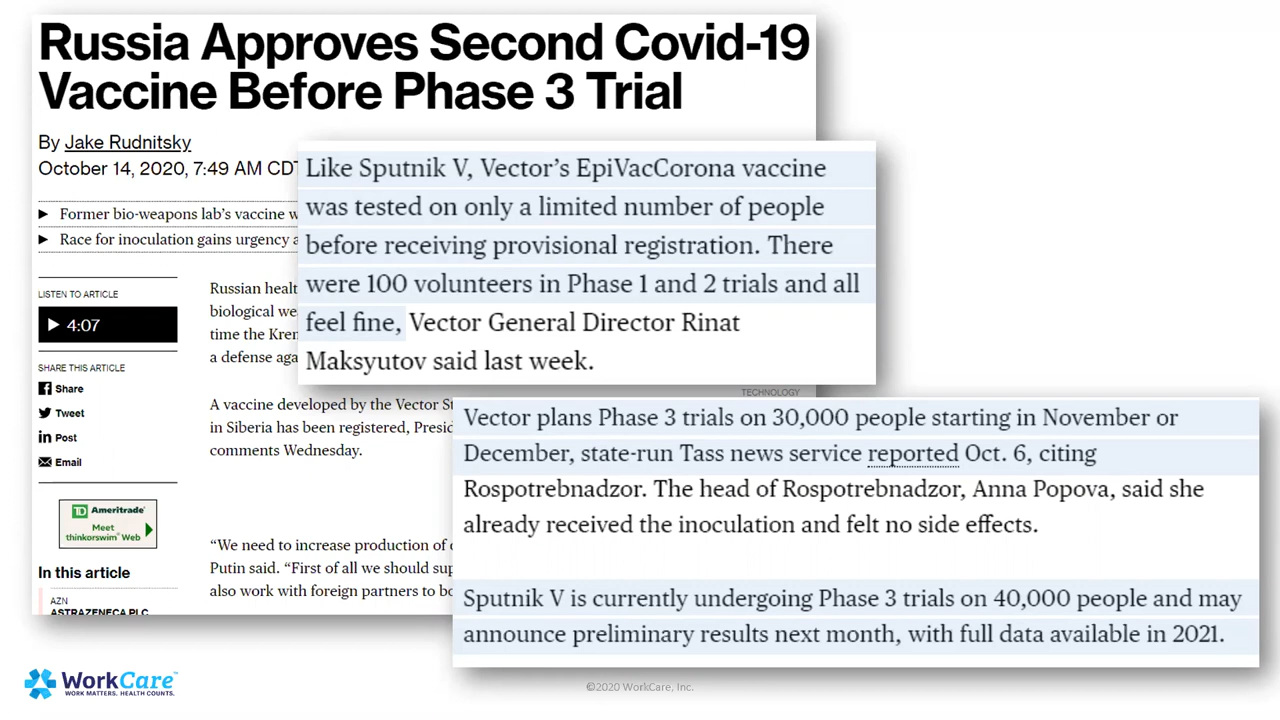 Russia Approves Second Covid-19
Vaccine Before Phase 3 Trial
By Jake Rudnitsky
October 14, 2020, 7:49 AM CDT
▶ Former bio-weapons lab’s vaccine w
▶ Race for inoculation gains urgency a
LISTEN TO ARTICLE
4:07
SHARE THIS ARTICLE
Share
Tweet
Post
Email
TD Ameritrade
Meet
thinkorswim Web
In this article
AZN
ASTRAZENECA PLC
Russian healt
biological we
time the Krem
a defense aga
A vaccine developed by the Vector St
in Siberia has been registered, Presid
comments Wednesday.
“We need to increase production of
Putin said. “First of all we should sup
also work with foreign partners to bo
Like Sputnik V, Vector’s EpiVacCorona vaccine
was tested on only a limited number of people
before receiving provisional registration. There
were 100 volunteers in Phase 1 and 2 trials and all
feel fine, Vector General Director Rinat
Maksyutov said last week.
TECHNOLOGY
Vector plans Phase 3 trials on 30,000 people starting in November or
December, state-run Tass news service reported Oct. 6, citing
Rospotrebnadzor. The head of Rospotrebnadzor, Anna Popova, said she
already received the inoculation and felt no side effects.
Sputnik V is currently undergoing Phase 3 trials on 40,000 people and may
announce preliminary results next month, with full data available in 2021.
WorkCare™
WORK MATTERS. HEALTH COUNTS.
©2020 WorkCare, Inc.